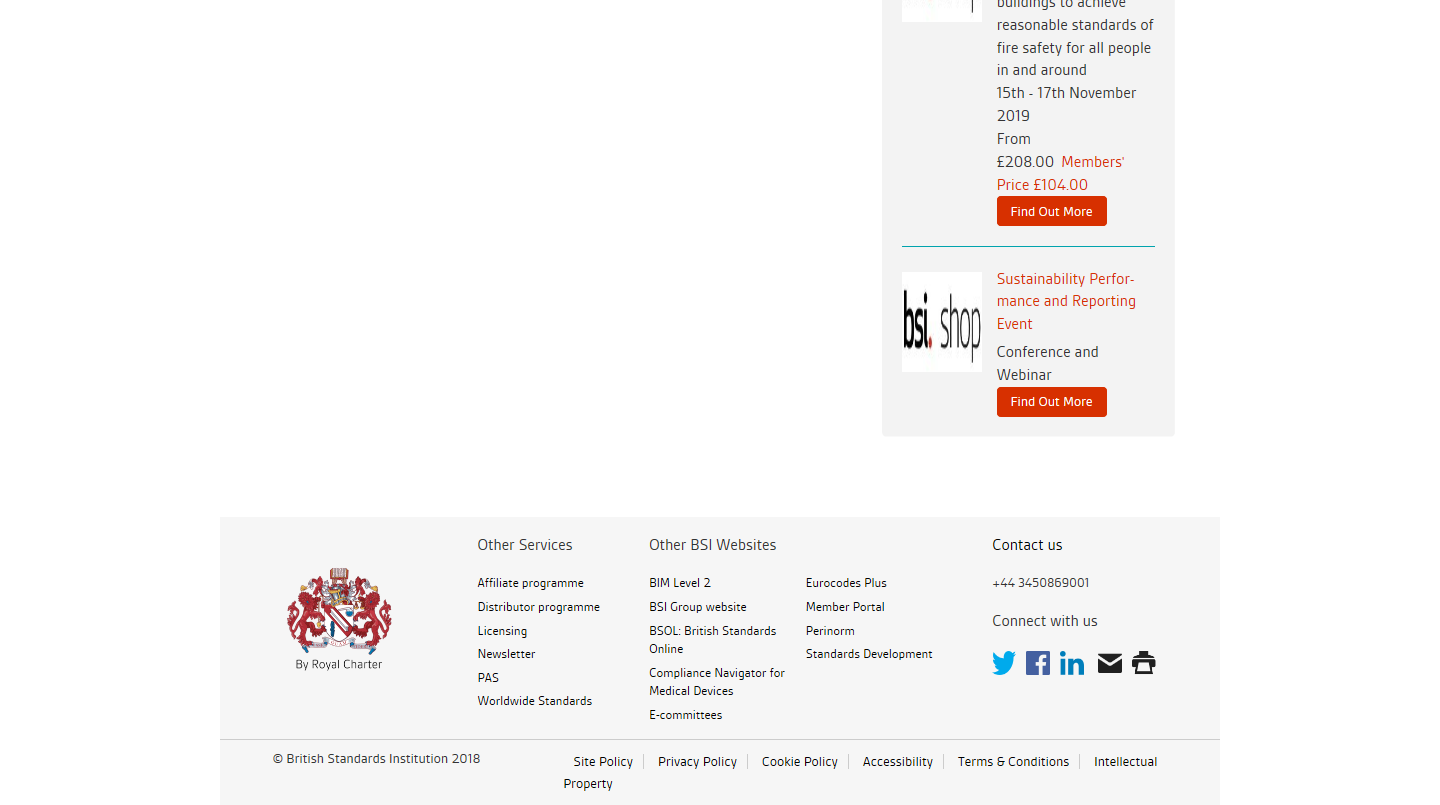 buildings to achieve
reasonable standards of
fire safety for all people
in and around
15th - 17th November
2019
From
£208.00 Members'
Price £104.00
Find Out More
bsi. shop
Sustainability Perfor-
mance and Reporting
Event
Conference and
Webinar
Find Out More
By Royal Charter
Other Services
Affiliate programme
Distributor programme
Licensing
Newsletter
PAS
Worldwide Standards
Other BSI Websites
BIM Level 2
BSI Group website
BSOL: British Standards
Online
Compliance Navigator for
Medical Devices
E-committees
Eurocodes Plus
Member Portal
Perinorm
Standards Development
Contact us
+44 3450869001
Connect with us
© British Standards Institution 2018
Site Policy
Privacy Policy
Cookie Policy
Accessibility
Terms & Conditions
Intellectual
Property